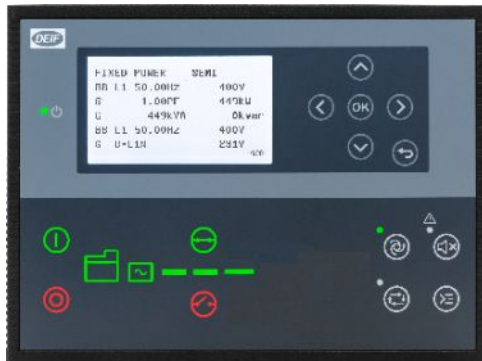 DEIF
FIXED POWER SEMI
BB L1 50.00Hz 400V
G 1.00PF 449kW
G 449kVA 0kvar
BB L1 50.00Hz 400V
G U-L1N 231V
OK